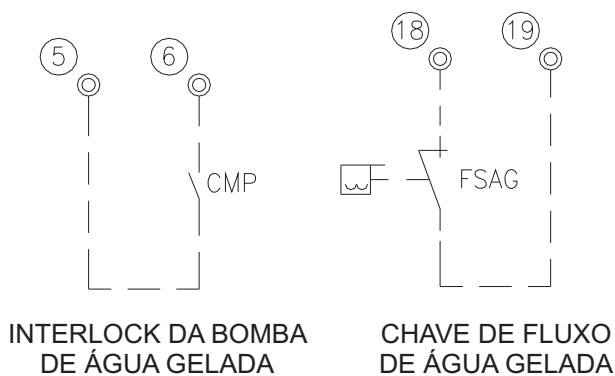 5
6
18
19
CMP
FSAG
INTERLOCK DA BOMBA
DE ÁGUA GELADA
CHAVE DE FLUXO
DE ÁGUA GELADA